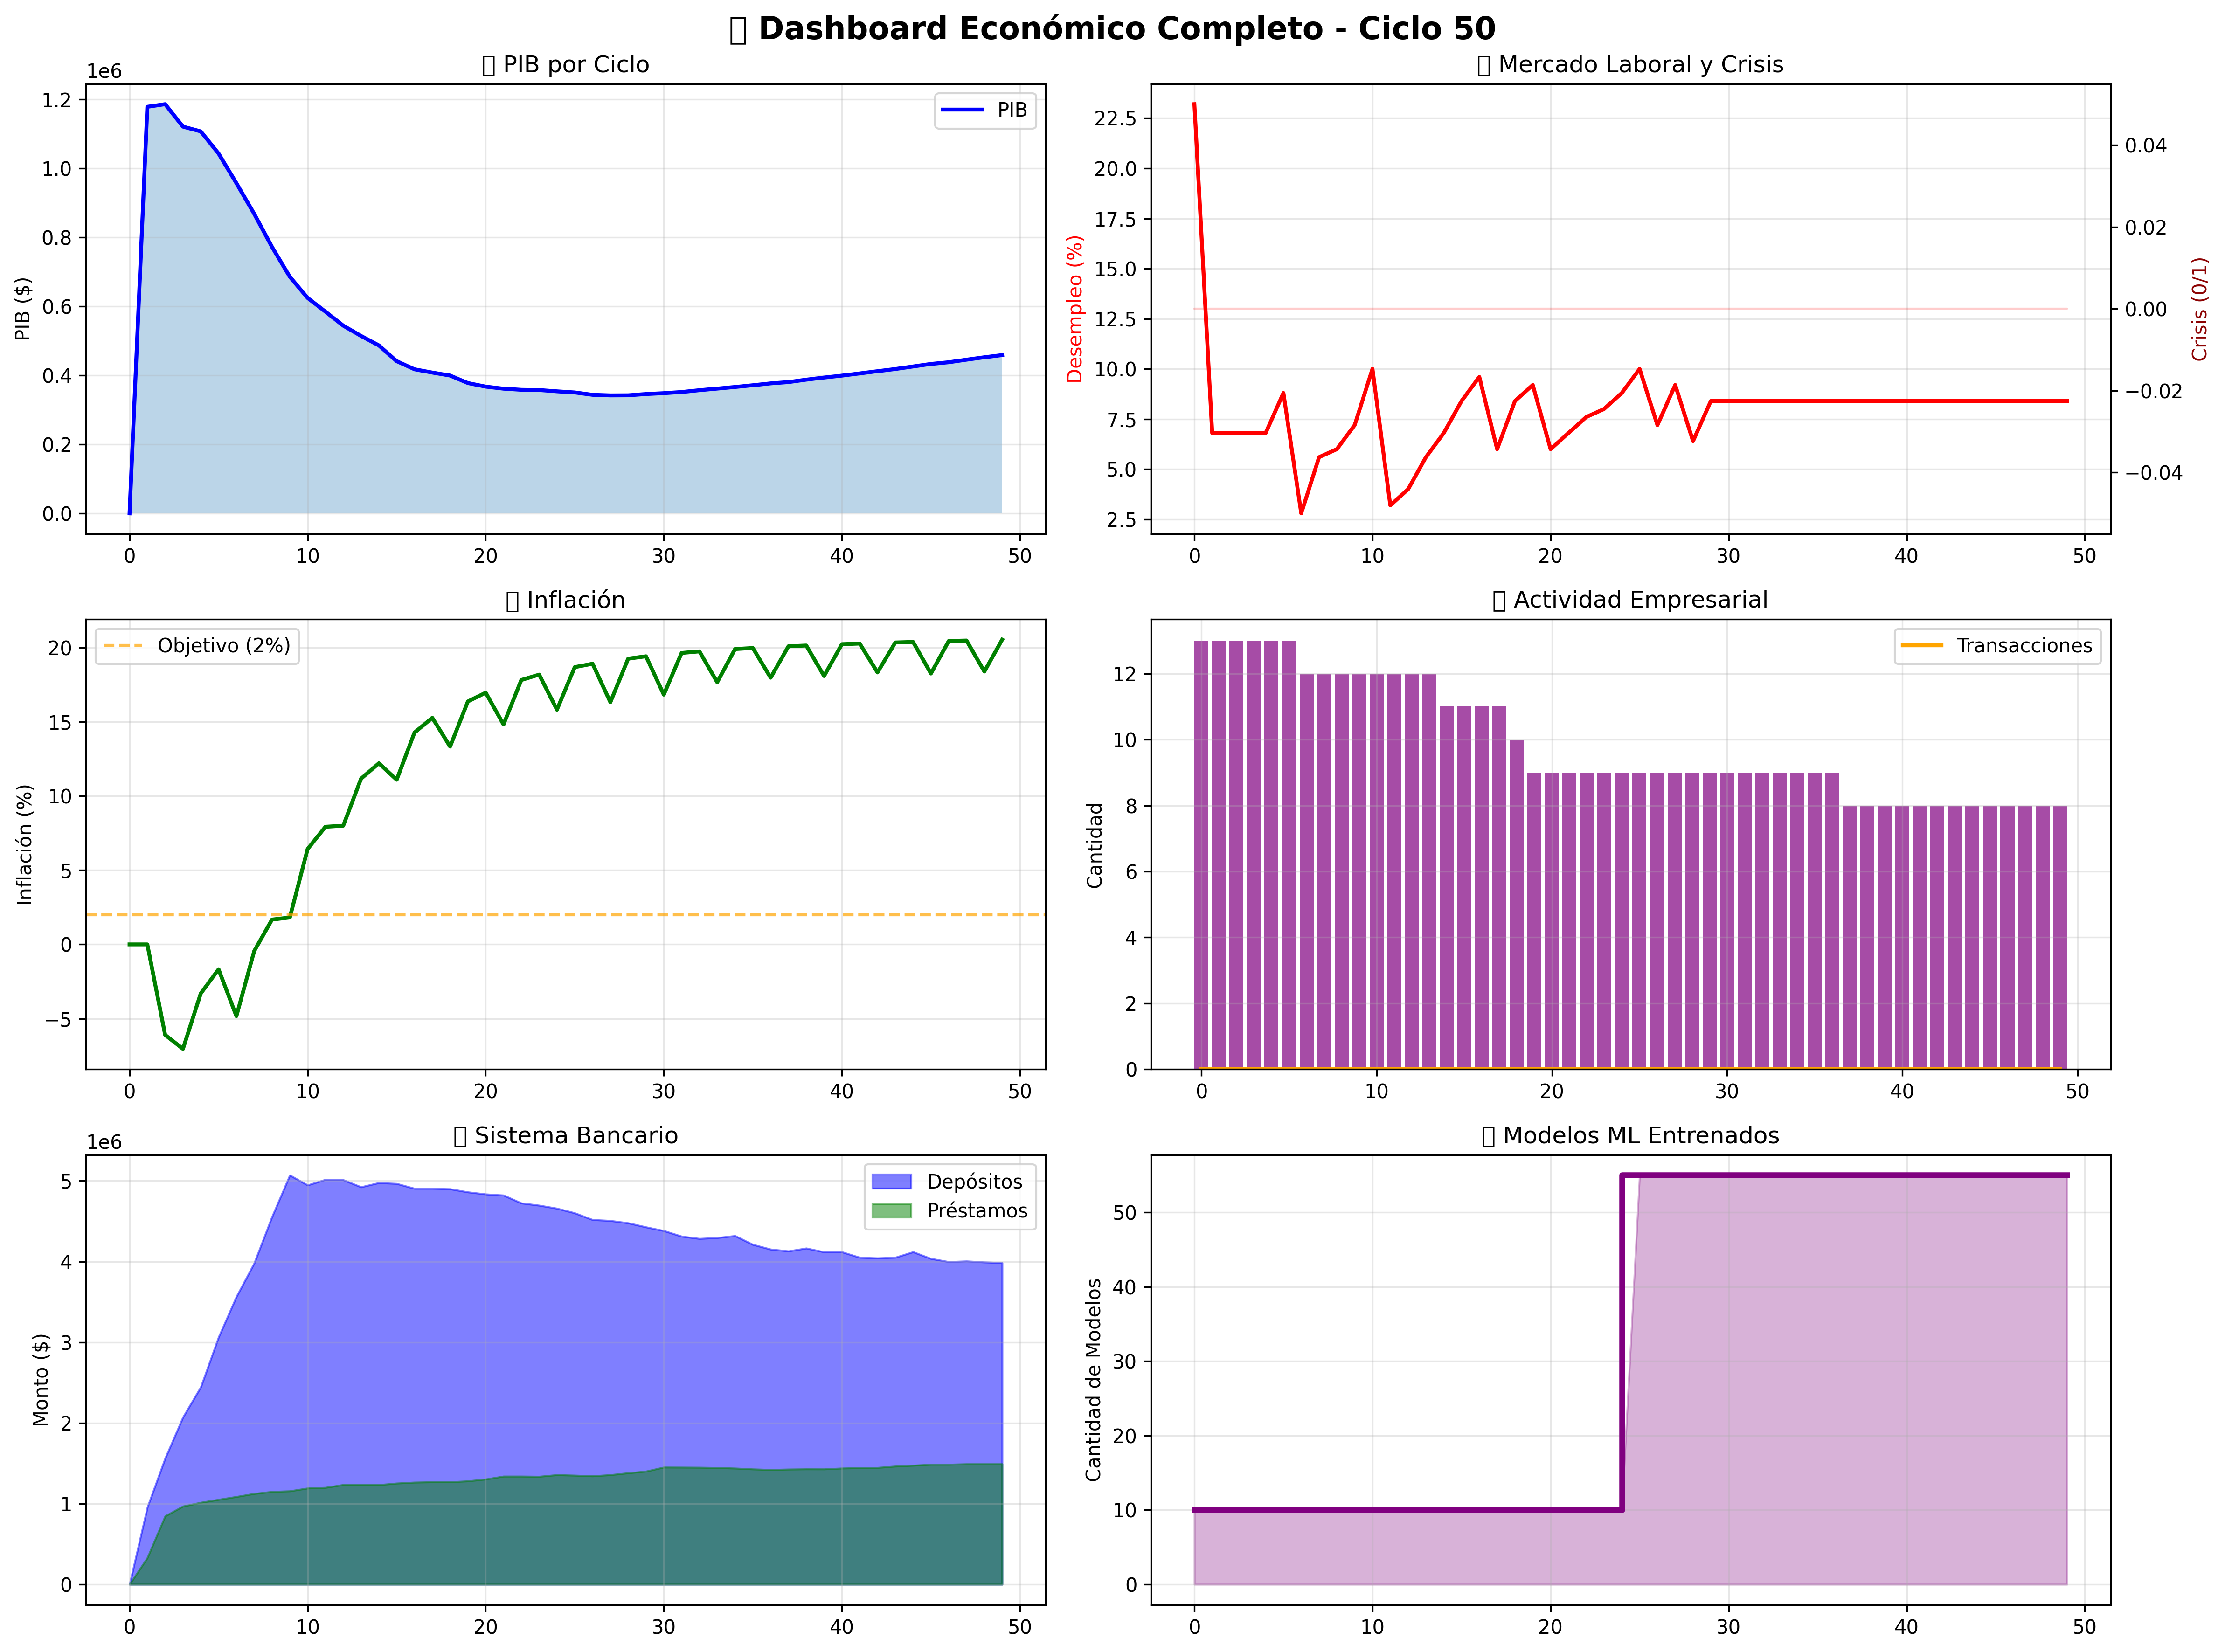 ▯ Dashboard Económico Completo - Ciclo 50
▯ PIB por Ciclo
1e6
PIB ($)
1.2
1.0
0.8
0.6
0.4
0.2
0.0
0 10 20 30 40 50
PIB
▯ Mercado Laboral y Crisis
Desempleo (%)
22.5
20.0
17.5
15.0
12.5
10.0
7.5
5.0
2.5
0 10 20 30 40 50
0.04
0.02
0.00
−0.02
−0.04
Crisis (0/1)
▯ Inflación
Inflación (%)
20
15
10
5
0
−5
0 10 20 30 40 50
Objetivo (2%)
▯ Actividad Empresarial
Cantidad
12
10
8
6
4
2
0
0 10 20 30 40 50
Transacciones
▯ Sistema Bancario
1e6
Monto ($)
5
4
3
2
1
0
0 10 20 30 40 50
Depósitos
Préstamos
▯ Modelos ML Entrenados
Cantidad de Modelos
50
40
30
20
10
0
0 10 20 30 40 50